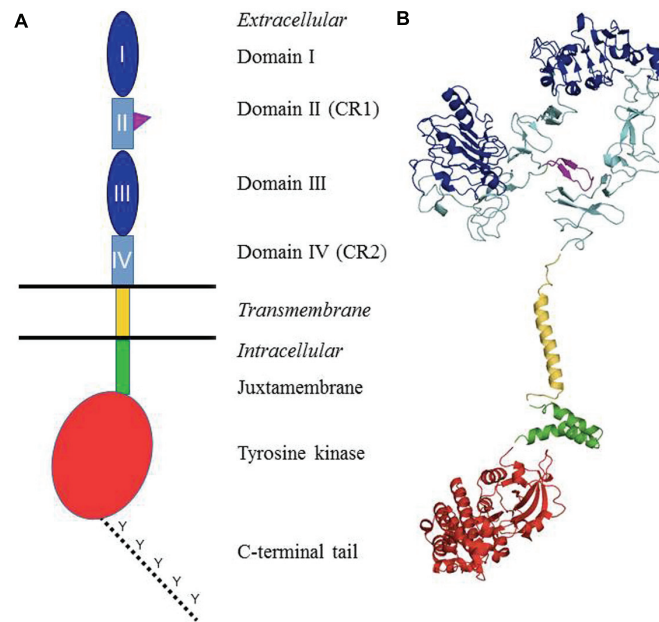 A
B
Extracellular
I
Domain I
II
Domain II (CR1)
III
Domain III
IV
Domain IV (CR2)
Transmembrane
Intracellular
Juxtamembrane
Tyrosine kinase
Y
Y
Y
Y
Y
C-terminal tail